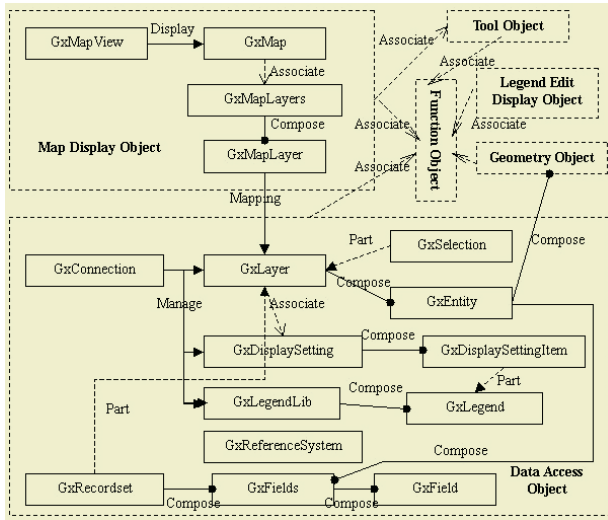 GxMapView
Display
GxMap
Associate
GxMapLayers
Compose
GxMapLayer
Map Display Object
Mapping
Associate
Tool Object
Associate
Function Object
Legend Edit
Display Object
Associate
Associate
Geometry Object
Associate
Compose
GxConnection
GxLayer
Part
GxSelection
Compose
GxEntity
Manage
Associate
GxDisplaySetting
Compose
GxDisplaySettingItem
Part
Part
GxLegendLib
Compose
GxLegend
GxReferenceSystem
Compose
Data Access
Object
GxRecordset
Compose
GxFields
Compose
GxField